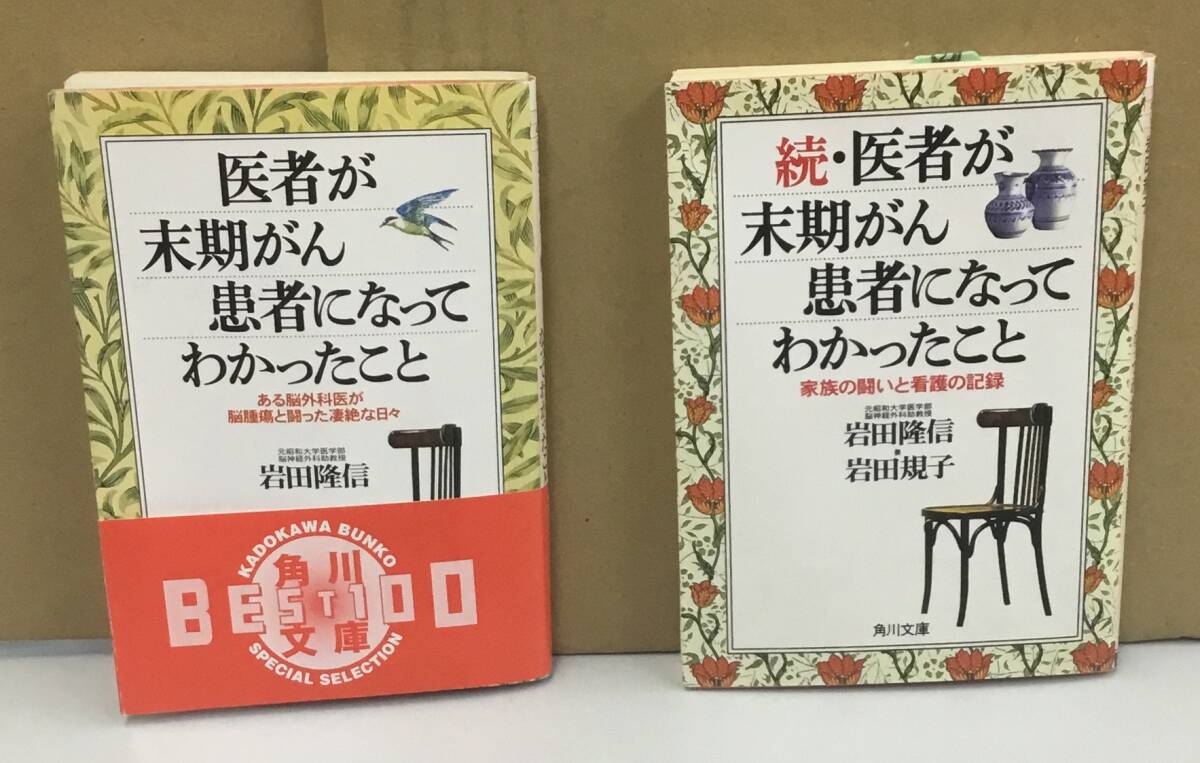 医者が
末期がん
患者になって
わかったこと
ある脳外科医が
脳腫瘍と闘った凄絶な日々
元昭和大学医学部
脳神経外科助教授
岩田隆信
KADOKAWA BUNKO
角川
BEST100
文庫
SPECIAL SELECTION
続・医者が
末期がん
患者になって
わかったこと
家族の闘いと看護の記録
元昭和大学医学部
脳神経外科助教授
岩田隆信
岩田規子
角川文庫